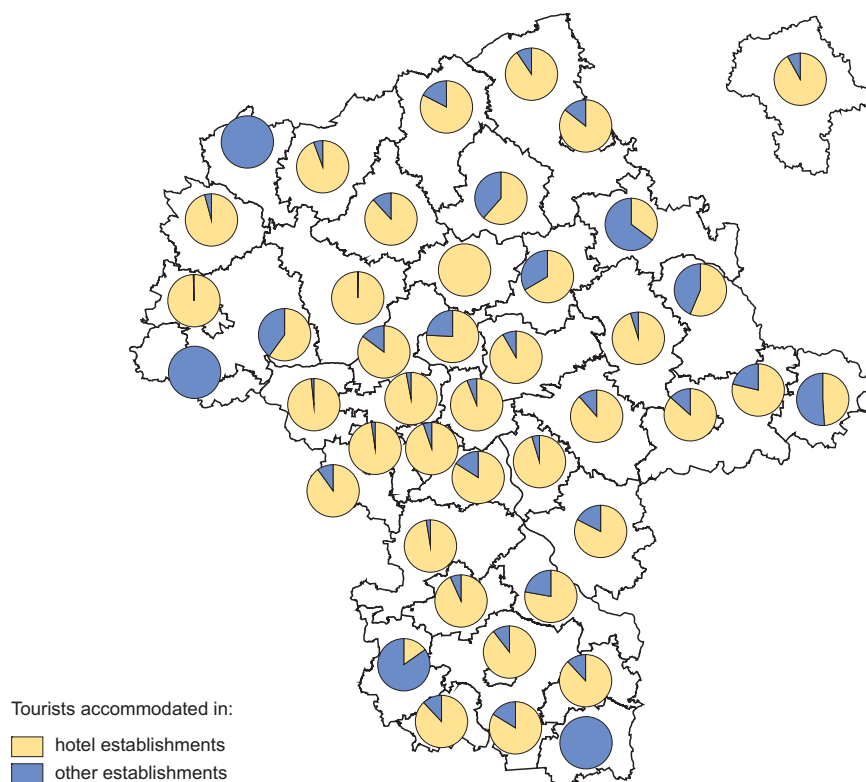 Tourists accommodated in:
hotel establishments
other establishments